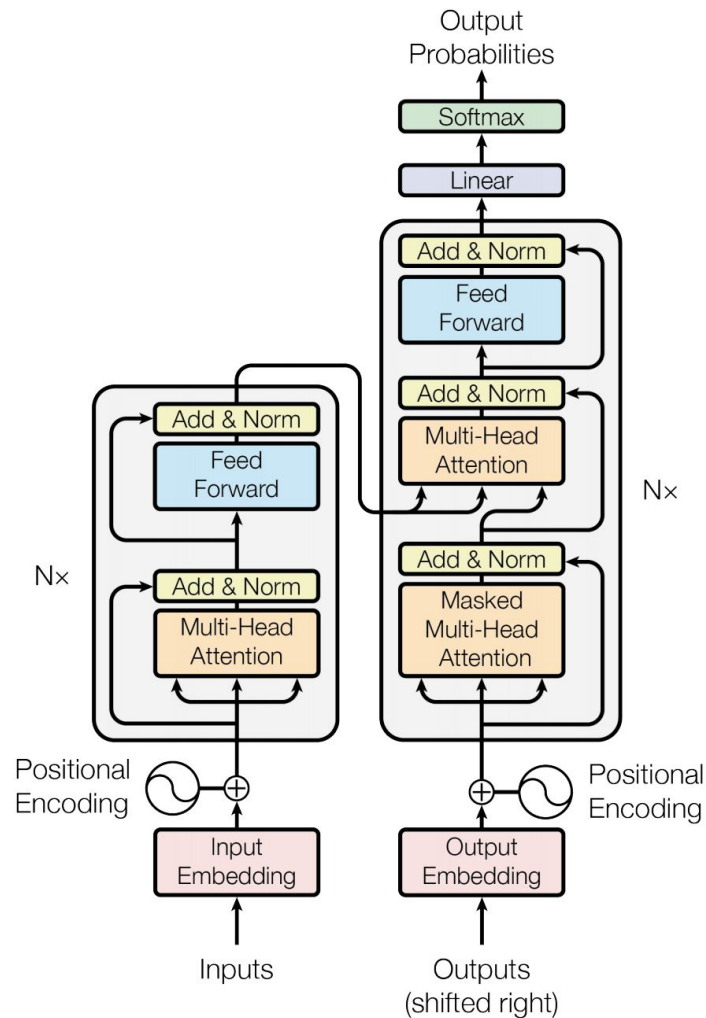 Output
Probabilities
Softmax
Linear
Add & Norm
Feed
Forward
Add & Norm
Multi-Head
Attention
N×
Add & Norm
Masked
Multi-Head
Attention
Add & Norm
Feed
Forward
N×
Add & Norm
Multi-Head
Attention
Positional
Encoding
Positional
Encoding
Input
Embedding
Output
Embedding
Inputs
Outputs
(shifted right)